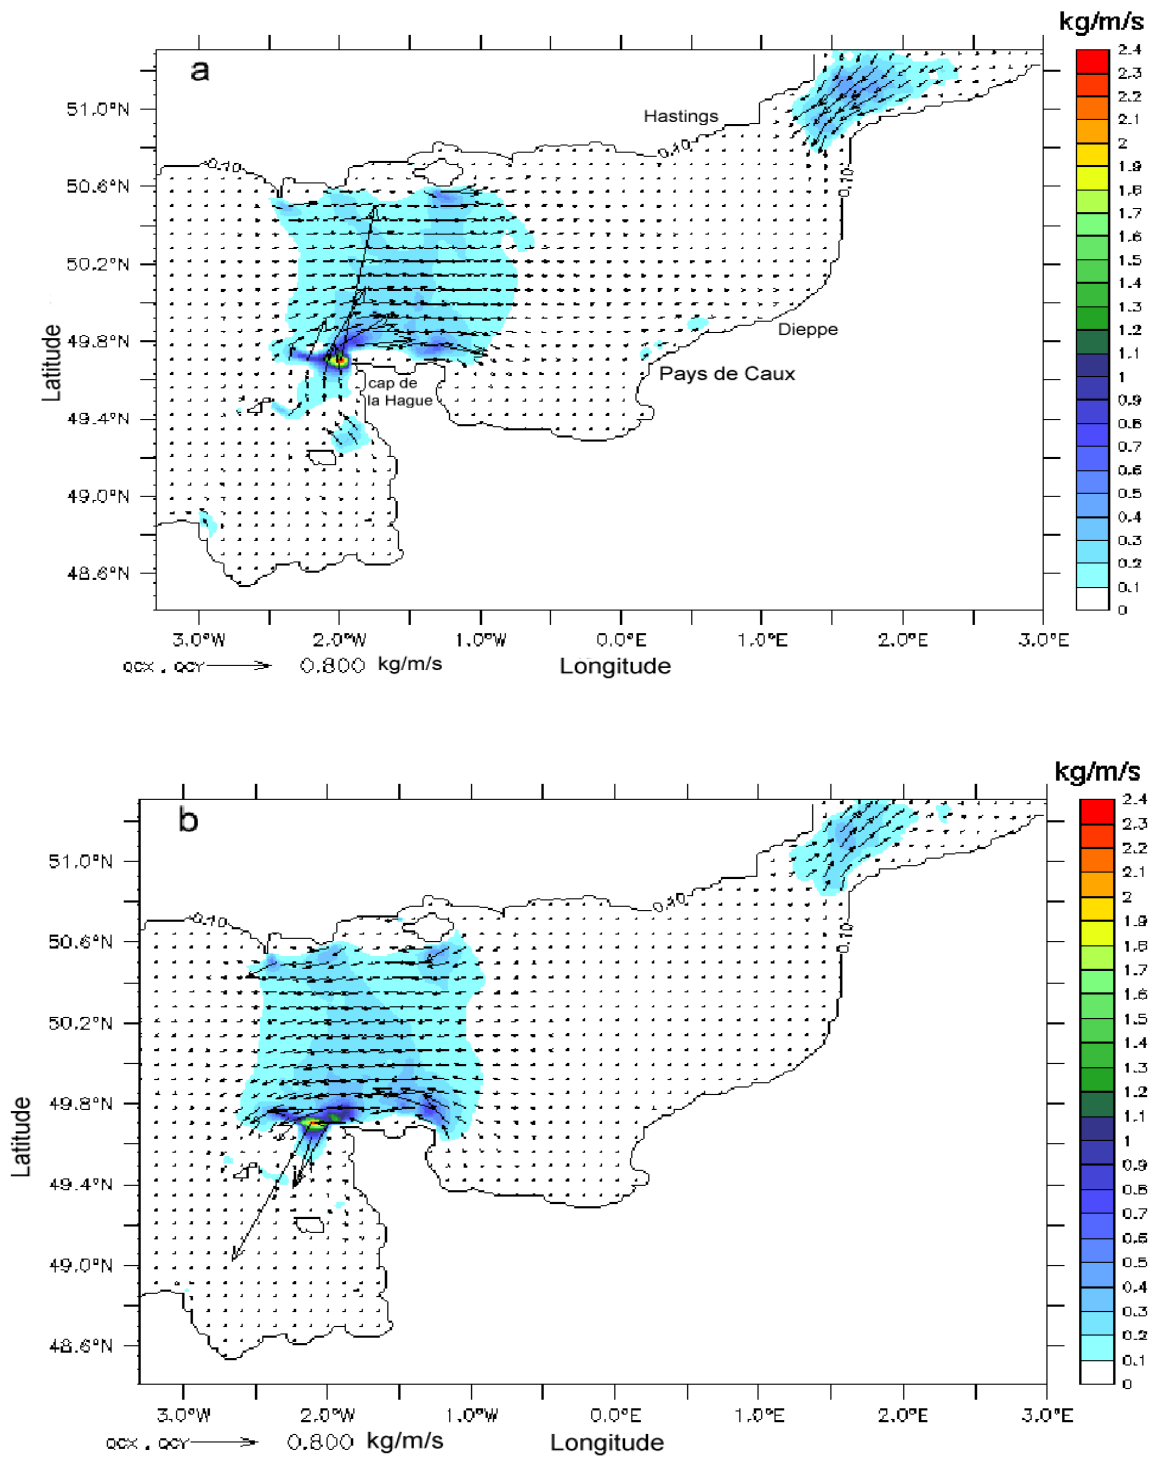 kg/m/s
a
2.4
2.3
2.2
2.1
2
1.9
1.8
1.7
1.6
1.5
1.4
1.3
1.2
1.1
1
0.9
0.8
0.7
0.6
0.5
0.4
0.3
0.2
0.1
0
51.0°N
50.6°N
50.2°N
49.8°N
49.4°N
49.0°N
48.6°N
Latitude
Hastings
0.10
0.10
0.10
Dieppe
Pays de Caux
cap de
la Hague
3.0°W 2.0°W 1.0°W 0.0°E 1.0°E 2.0°E 3.0°E
QCX , QCY 0.800 kg/m/s Longitude
kg/m/s
b
2.4
2.3
2.2
2.1
2
1.9
1.8
1.7
1.6
1.5
1.4
1.3
1.2
1.1
1
0.9
0.8
0.7
0.6
0.5
0.4
0.3
0.2
0.1
0
51.0°N
50.6°N
50.2°N
49.8°N
49.4°N
49.0°N
48.6°N
Latitude
0.10
0.10
0.10
3.0°W 2.0°W 1.0°W 0.0°E 1.0°E 2.0°E 3.0°E
QCX , QCY 0.800 kg/m/s Longitude